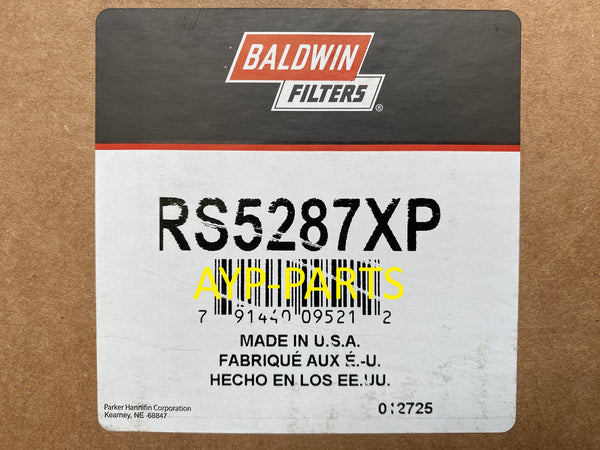 BALDWIN
FILTERS®
RS5287XP
AYP-PARTS
7 91440 09521 2
MADE IN U.S.A.
FABRIQUÉ AUX É.-U.
HECHO EN LOS EE.UU.
Parker Hannifin Corporation
Kearney, NE 68847
012725